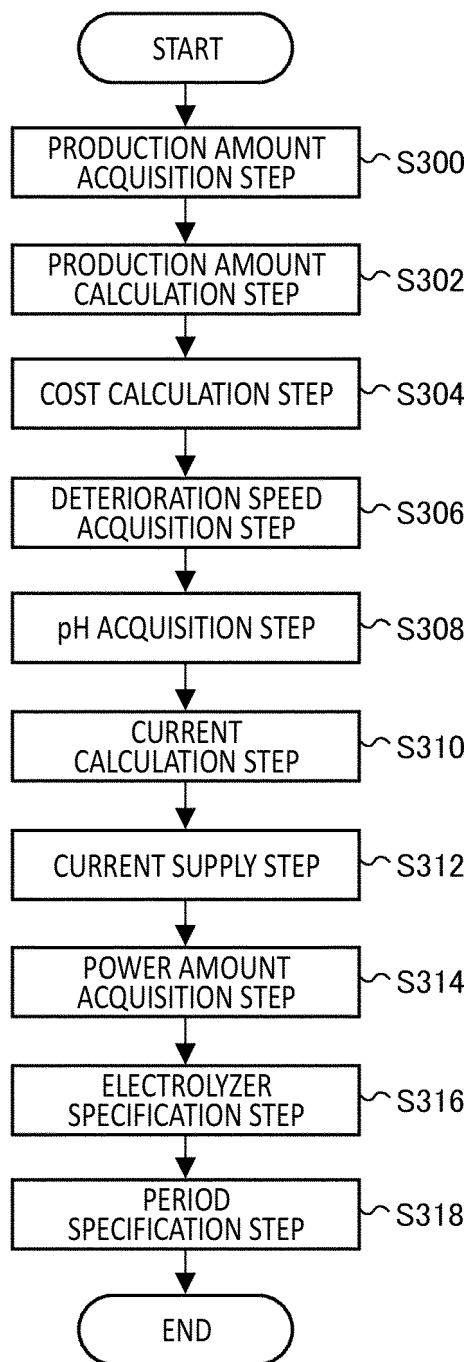 START
PRODUCTION AMOUNT
ACQUISITION STEP
S300
PRODUCTION AMOUNT
CALCULATION STEP
S302
COST CALCULATION STEP
S304
DETERIORATION SPEED
ACQUISITION STEP
S306
pH ACQUISITION STEP
S308
CURRENT
CALCULATION STEP
S310
CURRENT SUPPLY STEP
S312
POWER AMOUNT
ACQUISITION STEP
S314
ELECTROLYZER
SPECIFICATION STEP
S316
PERIOD
SPECIFICATION STEP
S318
END